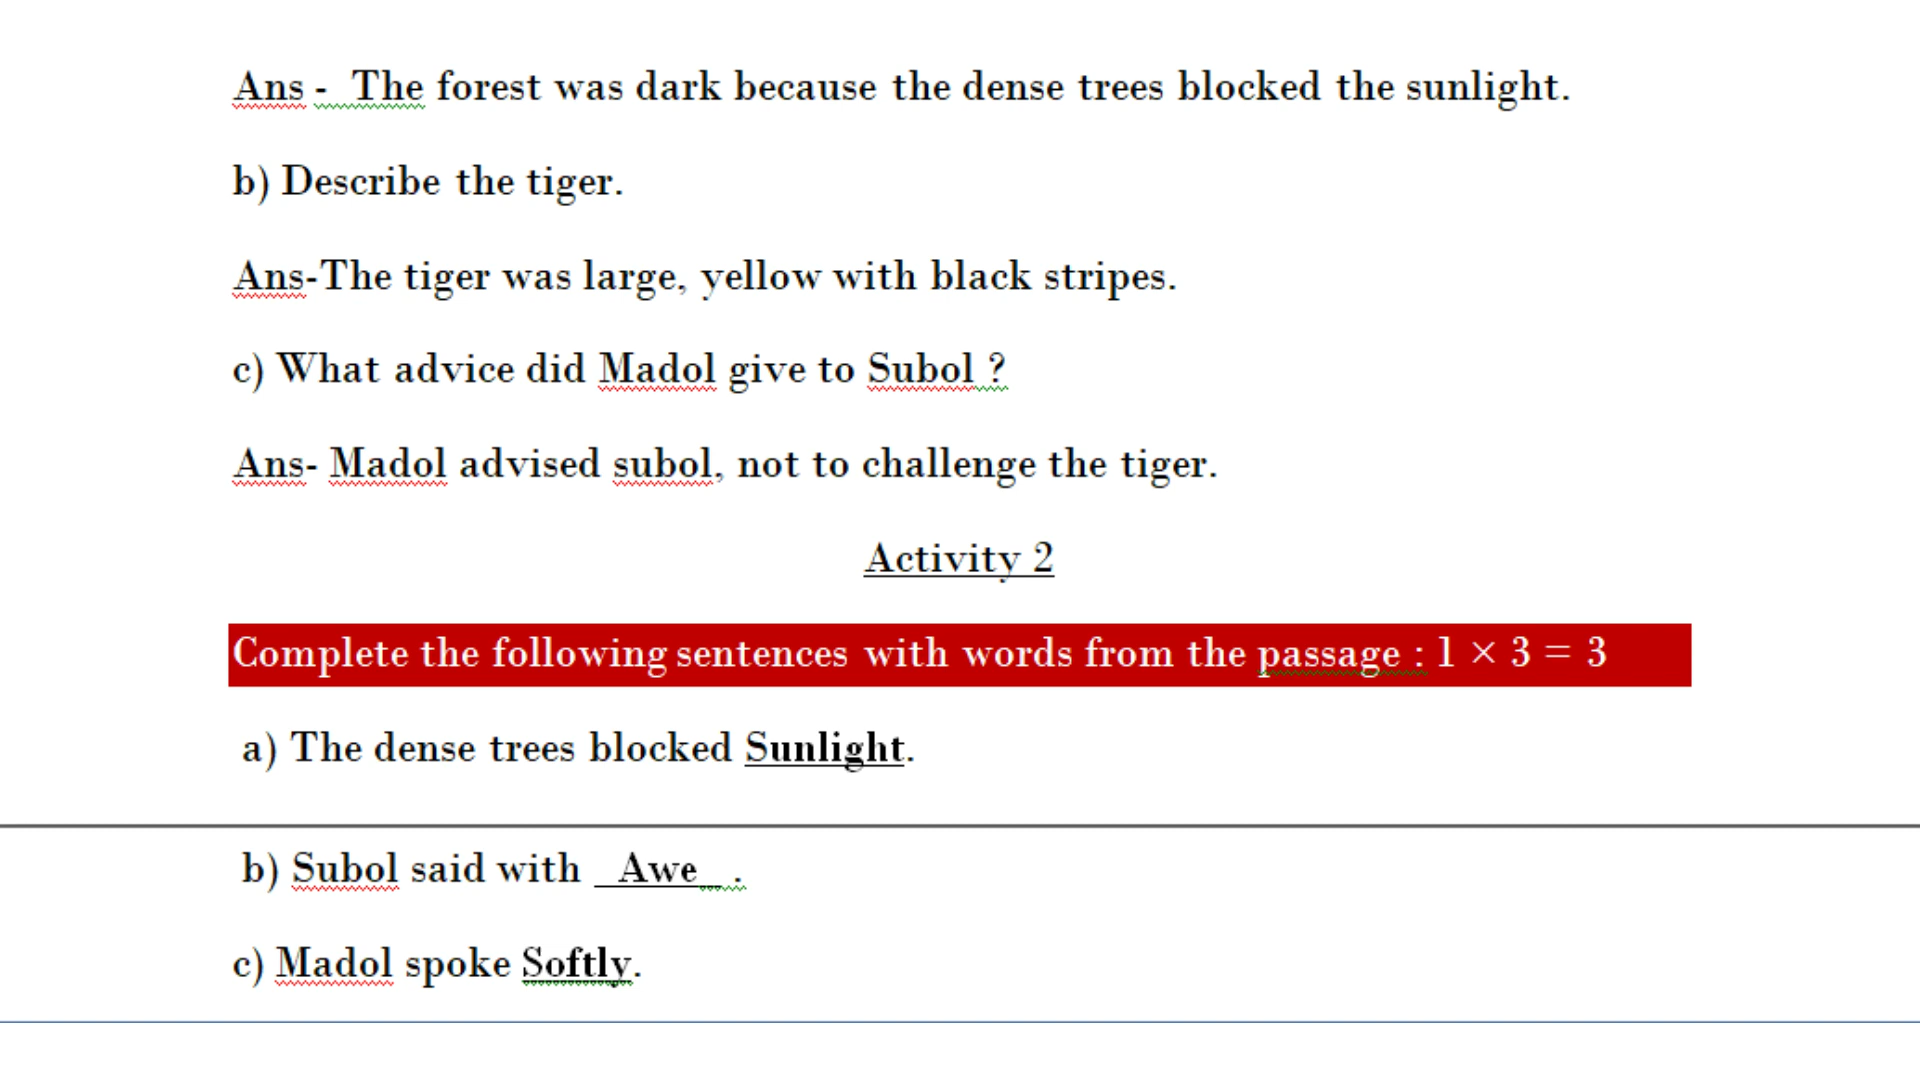 Ans -  The forest was dark because the dense trees blocked the sunlight.
b) Describe the tiger.
Ans-The tiger was large, yellow with black stripes.
c) What advice did Madol give to Subol ?
Ans- Madol advised subol, not to challenge the tiger.
Activity 2
Complete the following sentences with words from the passage : 1 × 3 = 3
a) The dense trees blocked Sunlight.
b) Subol said with _Awe_ .
c) Madol spoke Softly.